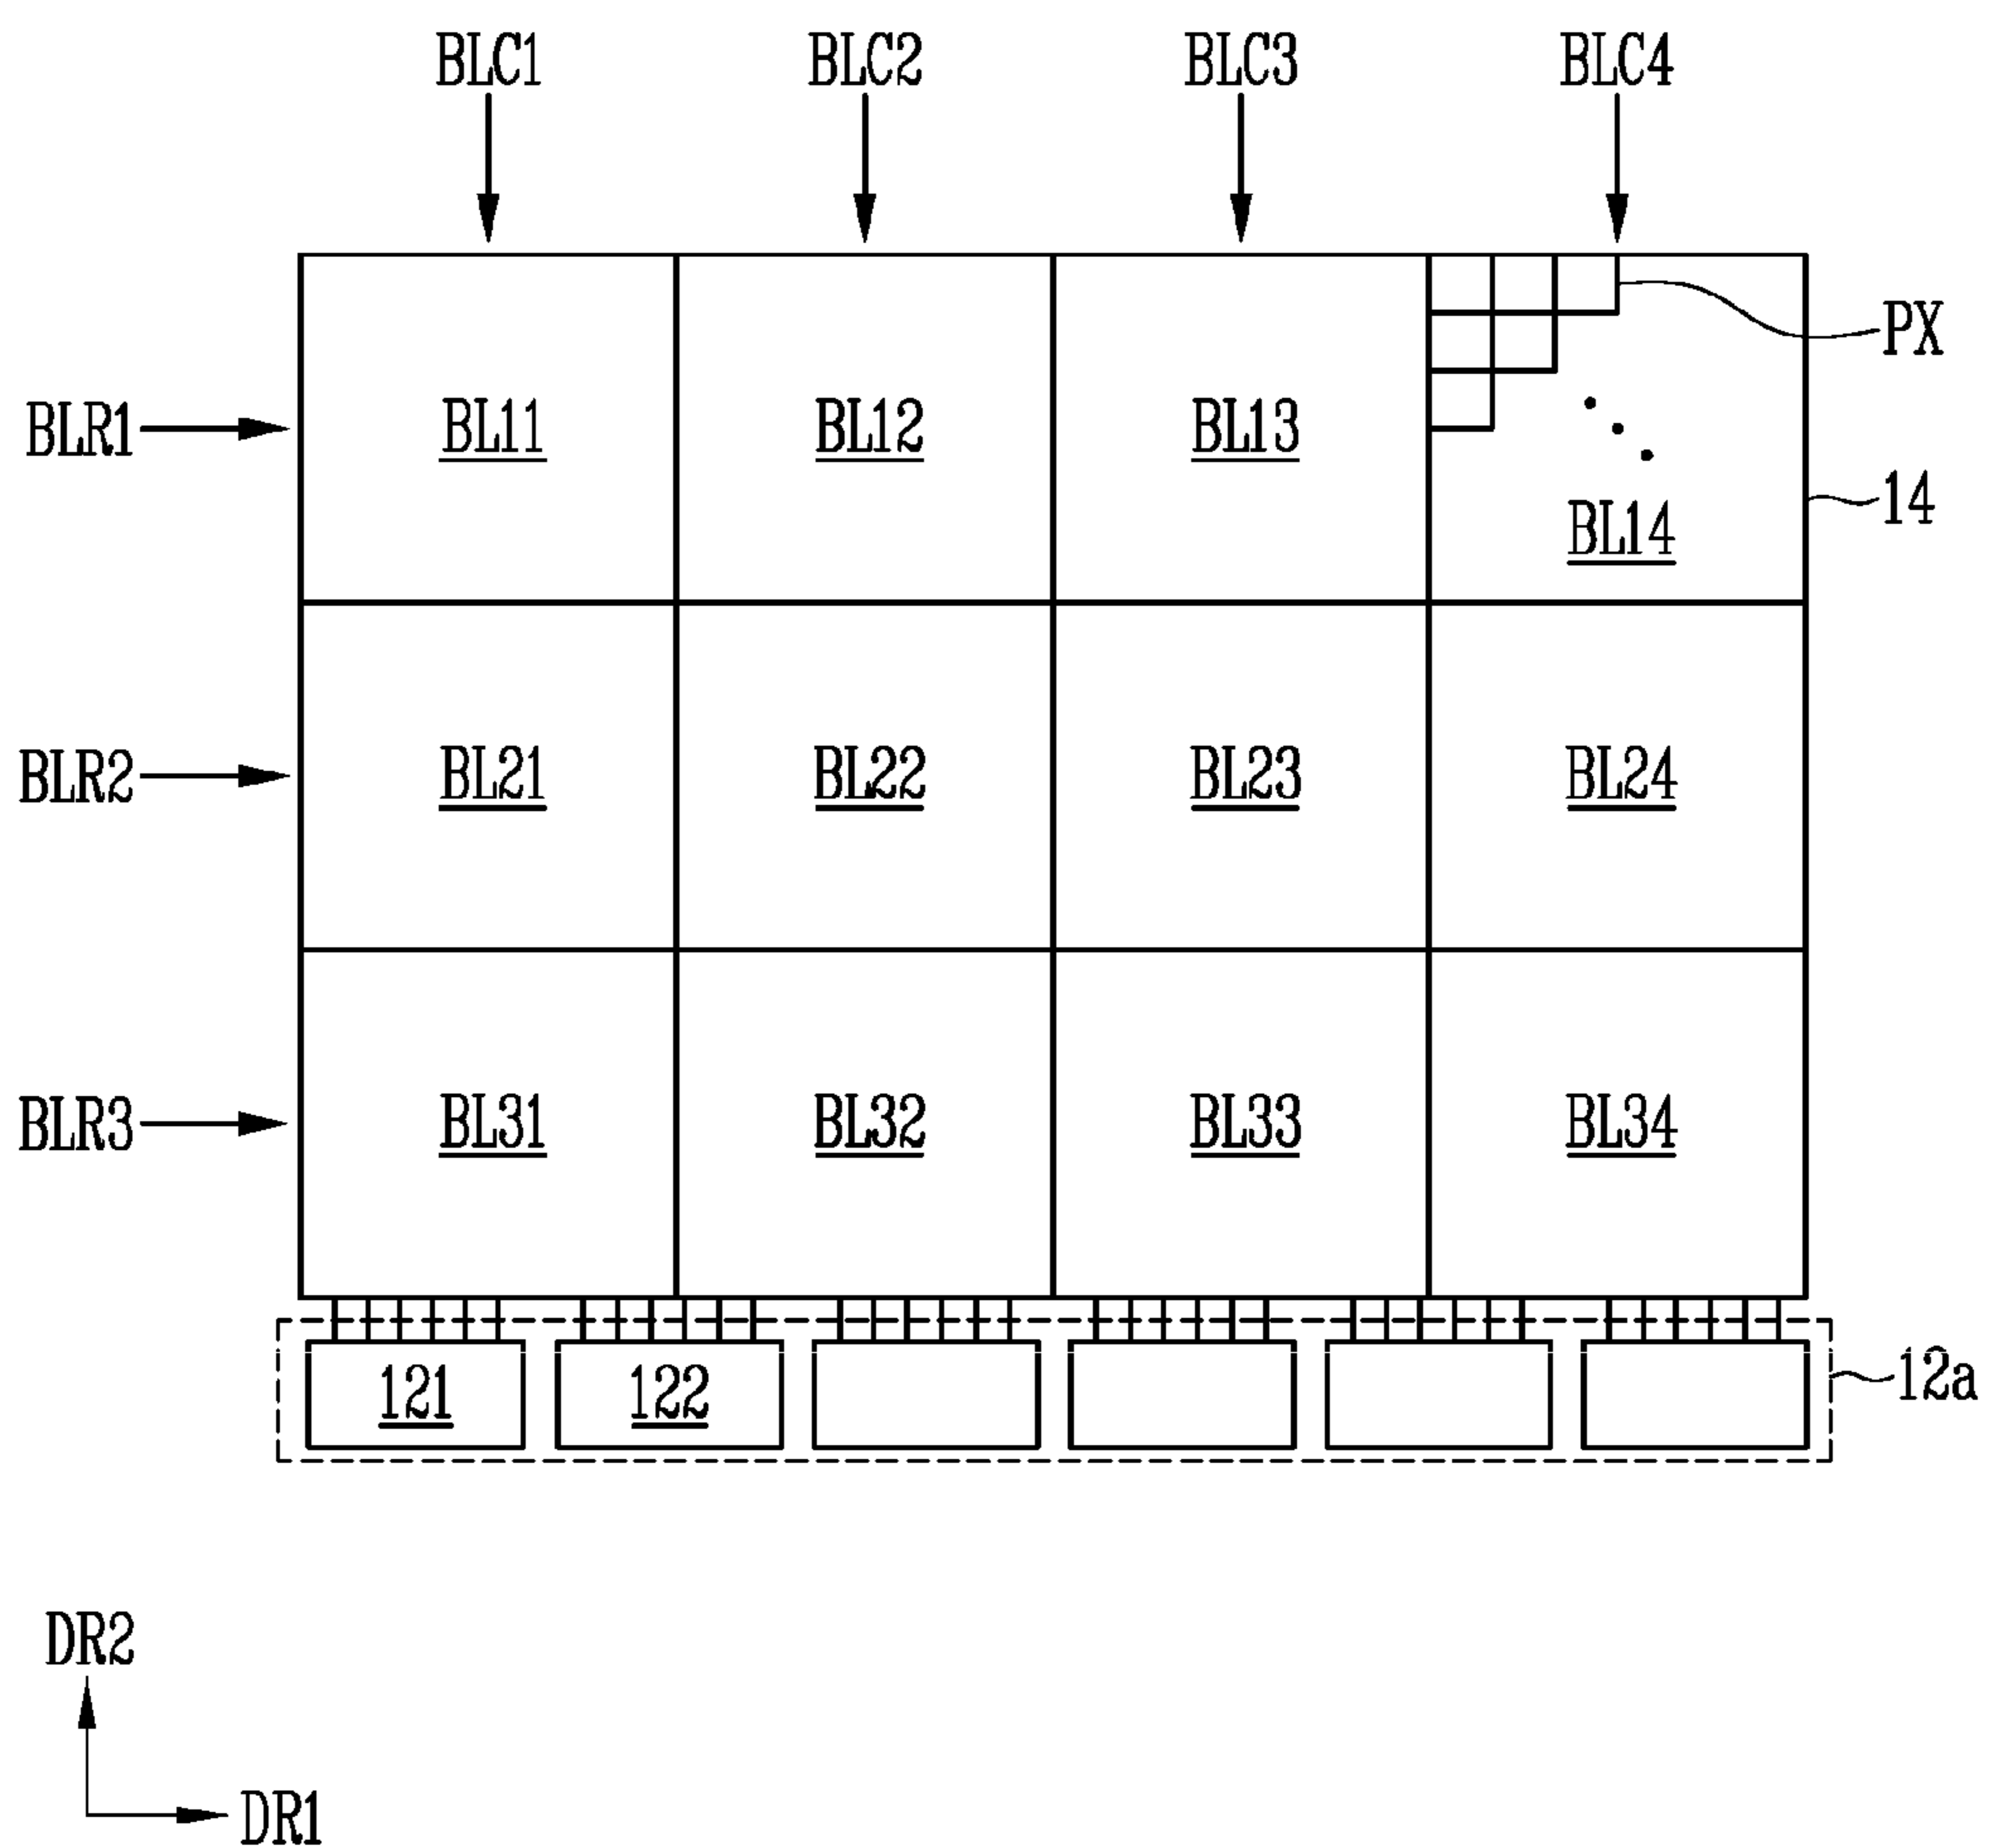 BLC1 BLC2 BLC3 BLC4
PX
BLR1 BL11 BL12 BL13
14
BL14
BLR2 BL21 BL22 BL23 BL24
BLR3 BL31 BL32 BL33 BL34
121 122 12a
DR2
DR1